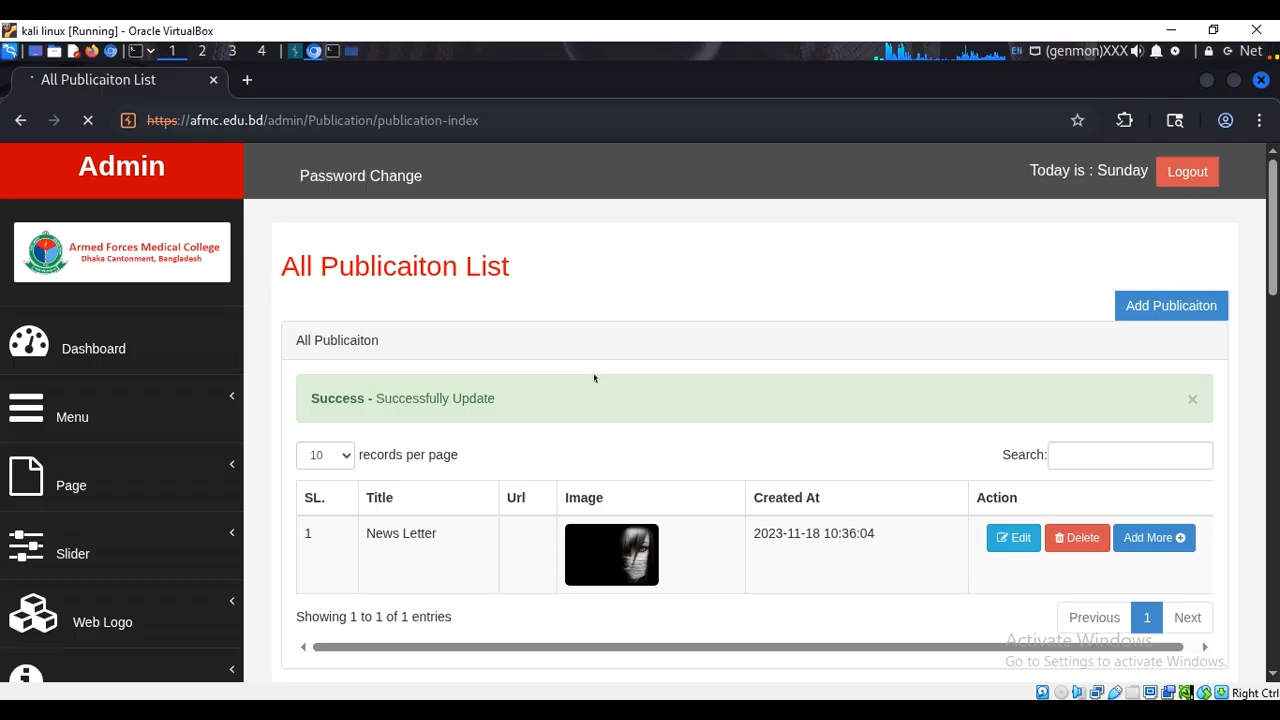 kali linux [Running] - Oracle VirtualBox
1 2 3 4 EN (genmon)XXX Net
All Publicaiton List
https://afmc.edu.bd/admin/Publication/publication-index
Admin
Password Change
Today is : Sunday
Logout
Armed Forces Medical College
Dhaka Cantonment, Bangladesh
All Publicaiton List
Add Publicaiton
All Publicaiton
Dashboard
Success - Successfully Update
×
Menu
10 records per page
Search:
Page
SL. Title Url Image Created At Action
1 News Letter 2023-11-18 10:36:04 Edit Delete Add More
Slider
Web Logo
Showing 1 to 1 of 1 entries
Previous 1 Next
Activate Windows
Go to Settings to activate Windows.
Right Ctrl